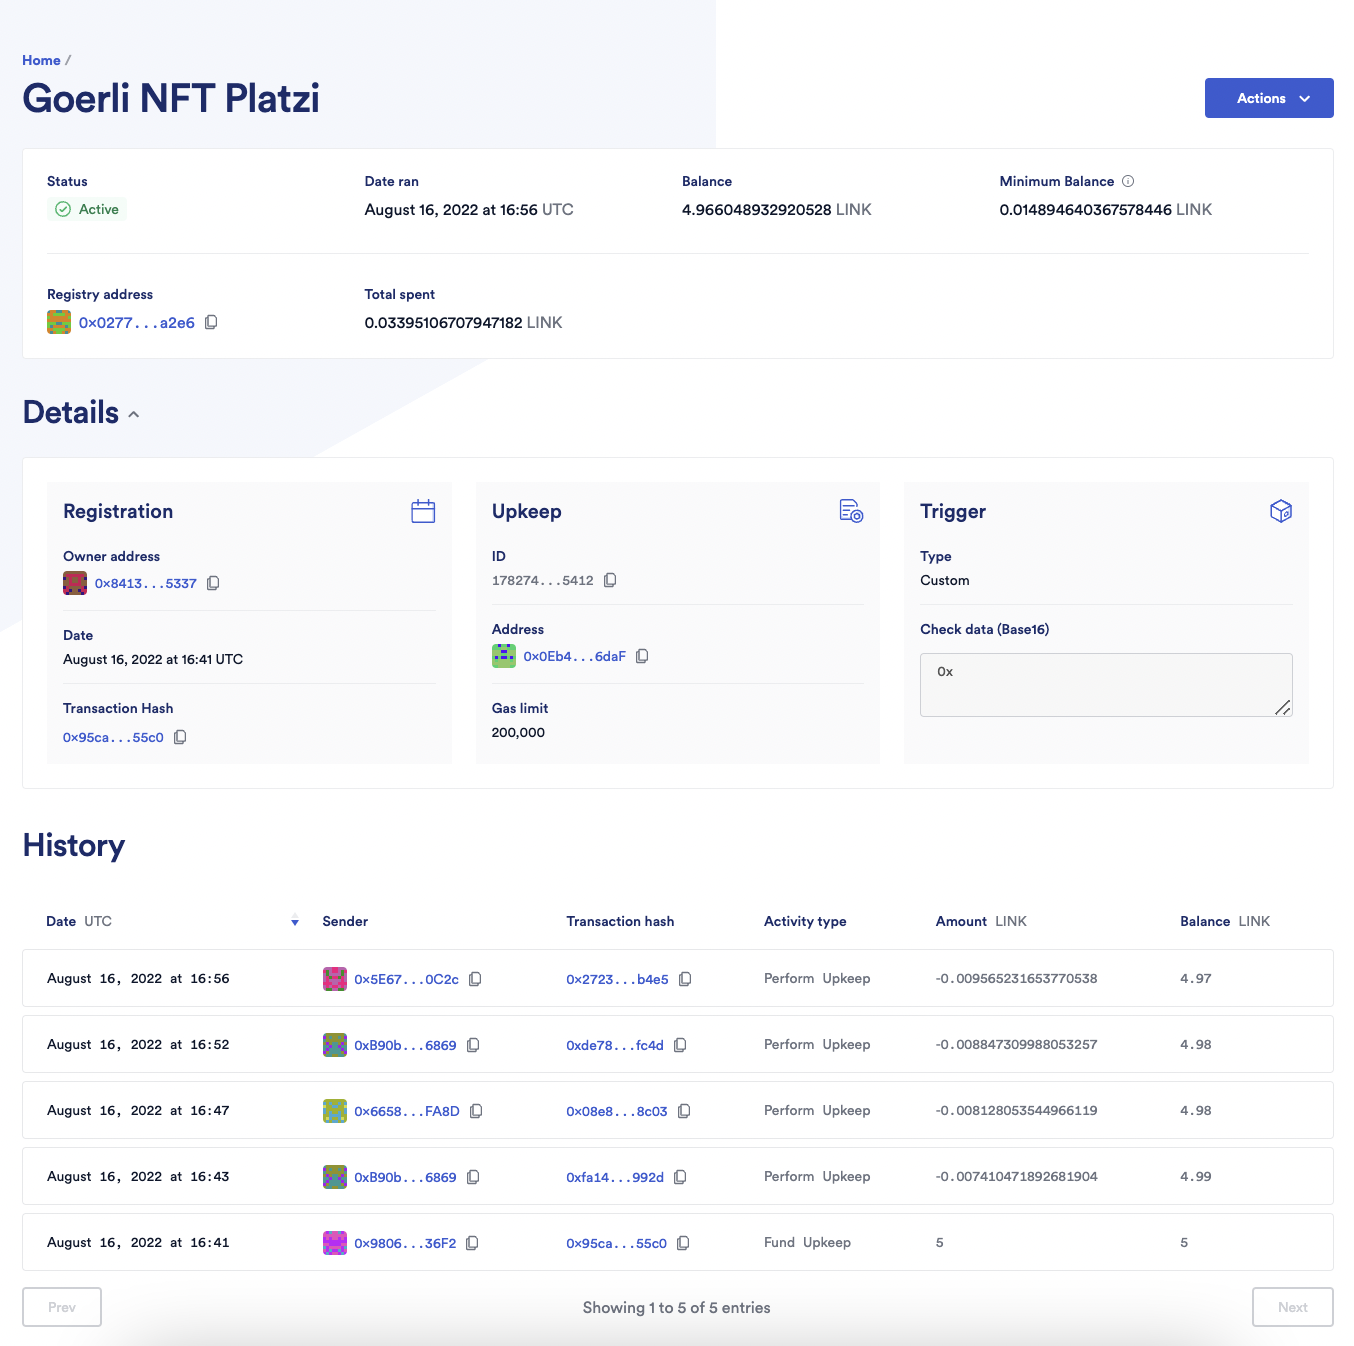 Home /
Goerli NFT Platzi
Actions
Status Date ran Balance Minimum Balance
Active August 16, 2022 at 16:56 UTC 4.966048932920528 LINK 0.014894640367578446 LINK
Registry address Total spent
0x0277...a2e6 0.03395106707947182 LINK
Details
Registration
Owner address
0x8413...5337
Date
August 16, 2022 at 16:41 UTC
Transaction Hash
0x95ca...55c0
Upkeep
ID
178274...5412
Address
0x0Eb4...6daF
Gas limit
200,000
Trigger
Type
Custom
Check data (Base16)
0x
History
Date UTC Sender Transaction hash Activity type Amount LINK Balance LINK
August 16, 2022 at 16:56 0x5E67...0C2c 0x2723...b4e5 Perform Upkeep -0.009565231653770538 4.97
August 16, 2022 at 16:52 0xB90b...6869 0xde78...fc4d Perform Upkeep -0.008847309988053257 4.98
August 16, 2022 at 16:47 0x6658...FA8D 0x08e8...8c03 Perform Upkeep -0.008128053544966119 4.98
August 16, 2022 at 16:43 0xB90b...6869 0xfa14...992d Perform Upkeep -0.007410471892681904 4.99
August 16, 2022 at 16:41 0x9806...36F2 0x95ca...55c0 Fund Upkeep 5 5
Prev Showing 1 to 5 of 5 entries Next